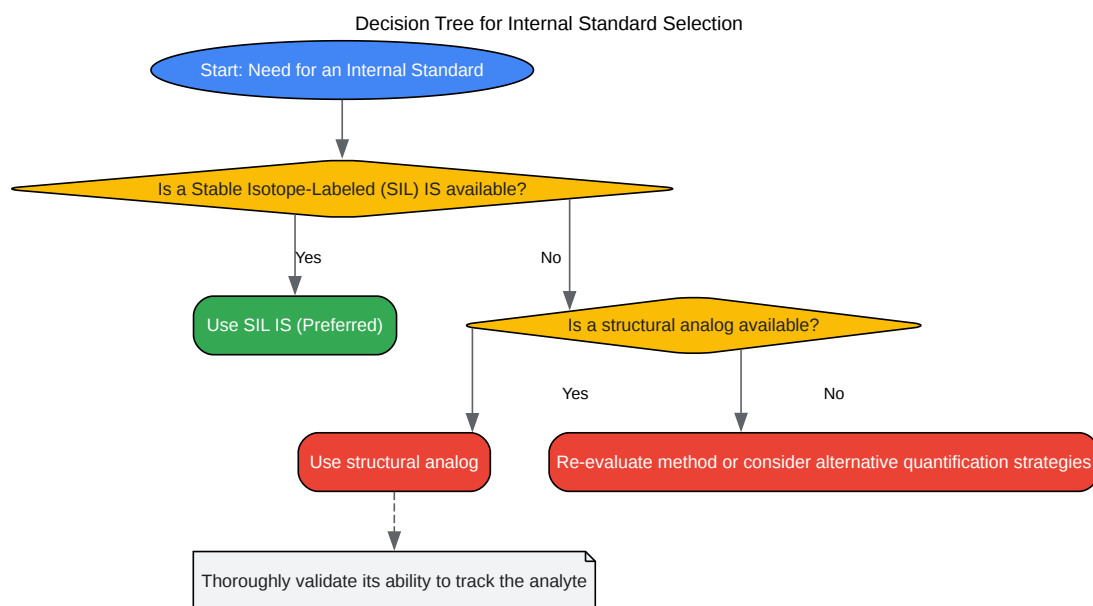 Decision Tree for Internal Standard Selection
Start: Need for an Internal Standard
Is a Stable Isotope-Labeled (SIL) IS available?
Yes
No
Use SIL IS (Preferred)
Is a structural analog available?
Yes
No
Use structural analog
Re-evaluate method or consider alternative quantification strategies
Thoroughly validate its ability to track the analyte